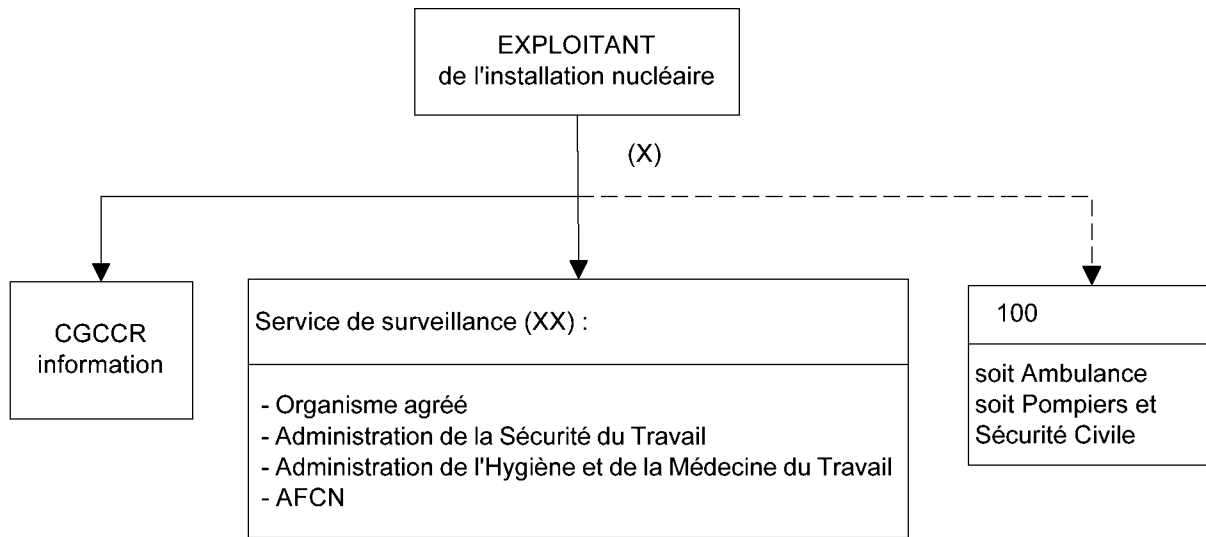 EXPLOITANT
de l'installation nucléaire
(X)
CGCCR
information
Service de surveillance (XX) :
- Organisme agréé
- Administration de la Sécurité du Travail
- Administration de l'Hygiène et de la Médecine du Travail
- AFCN
100
soit Ambulance
soit Pompiers et
Sécurité Civile